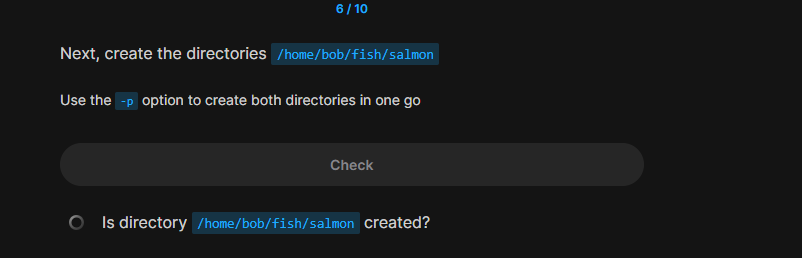 6 / 10
Next, create the directories /home/bob/fish/salmon
Use the -p option to create both directories in one go
Check
Is directory /home/bob/fish/salmon created?